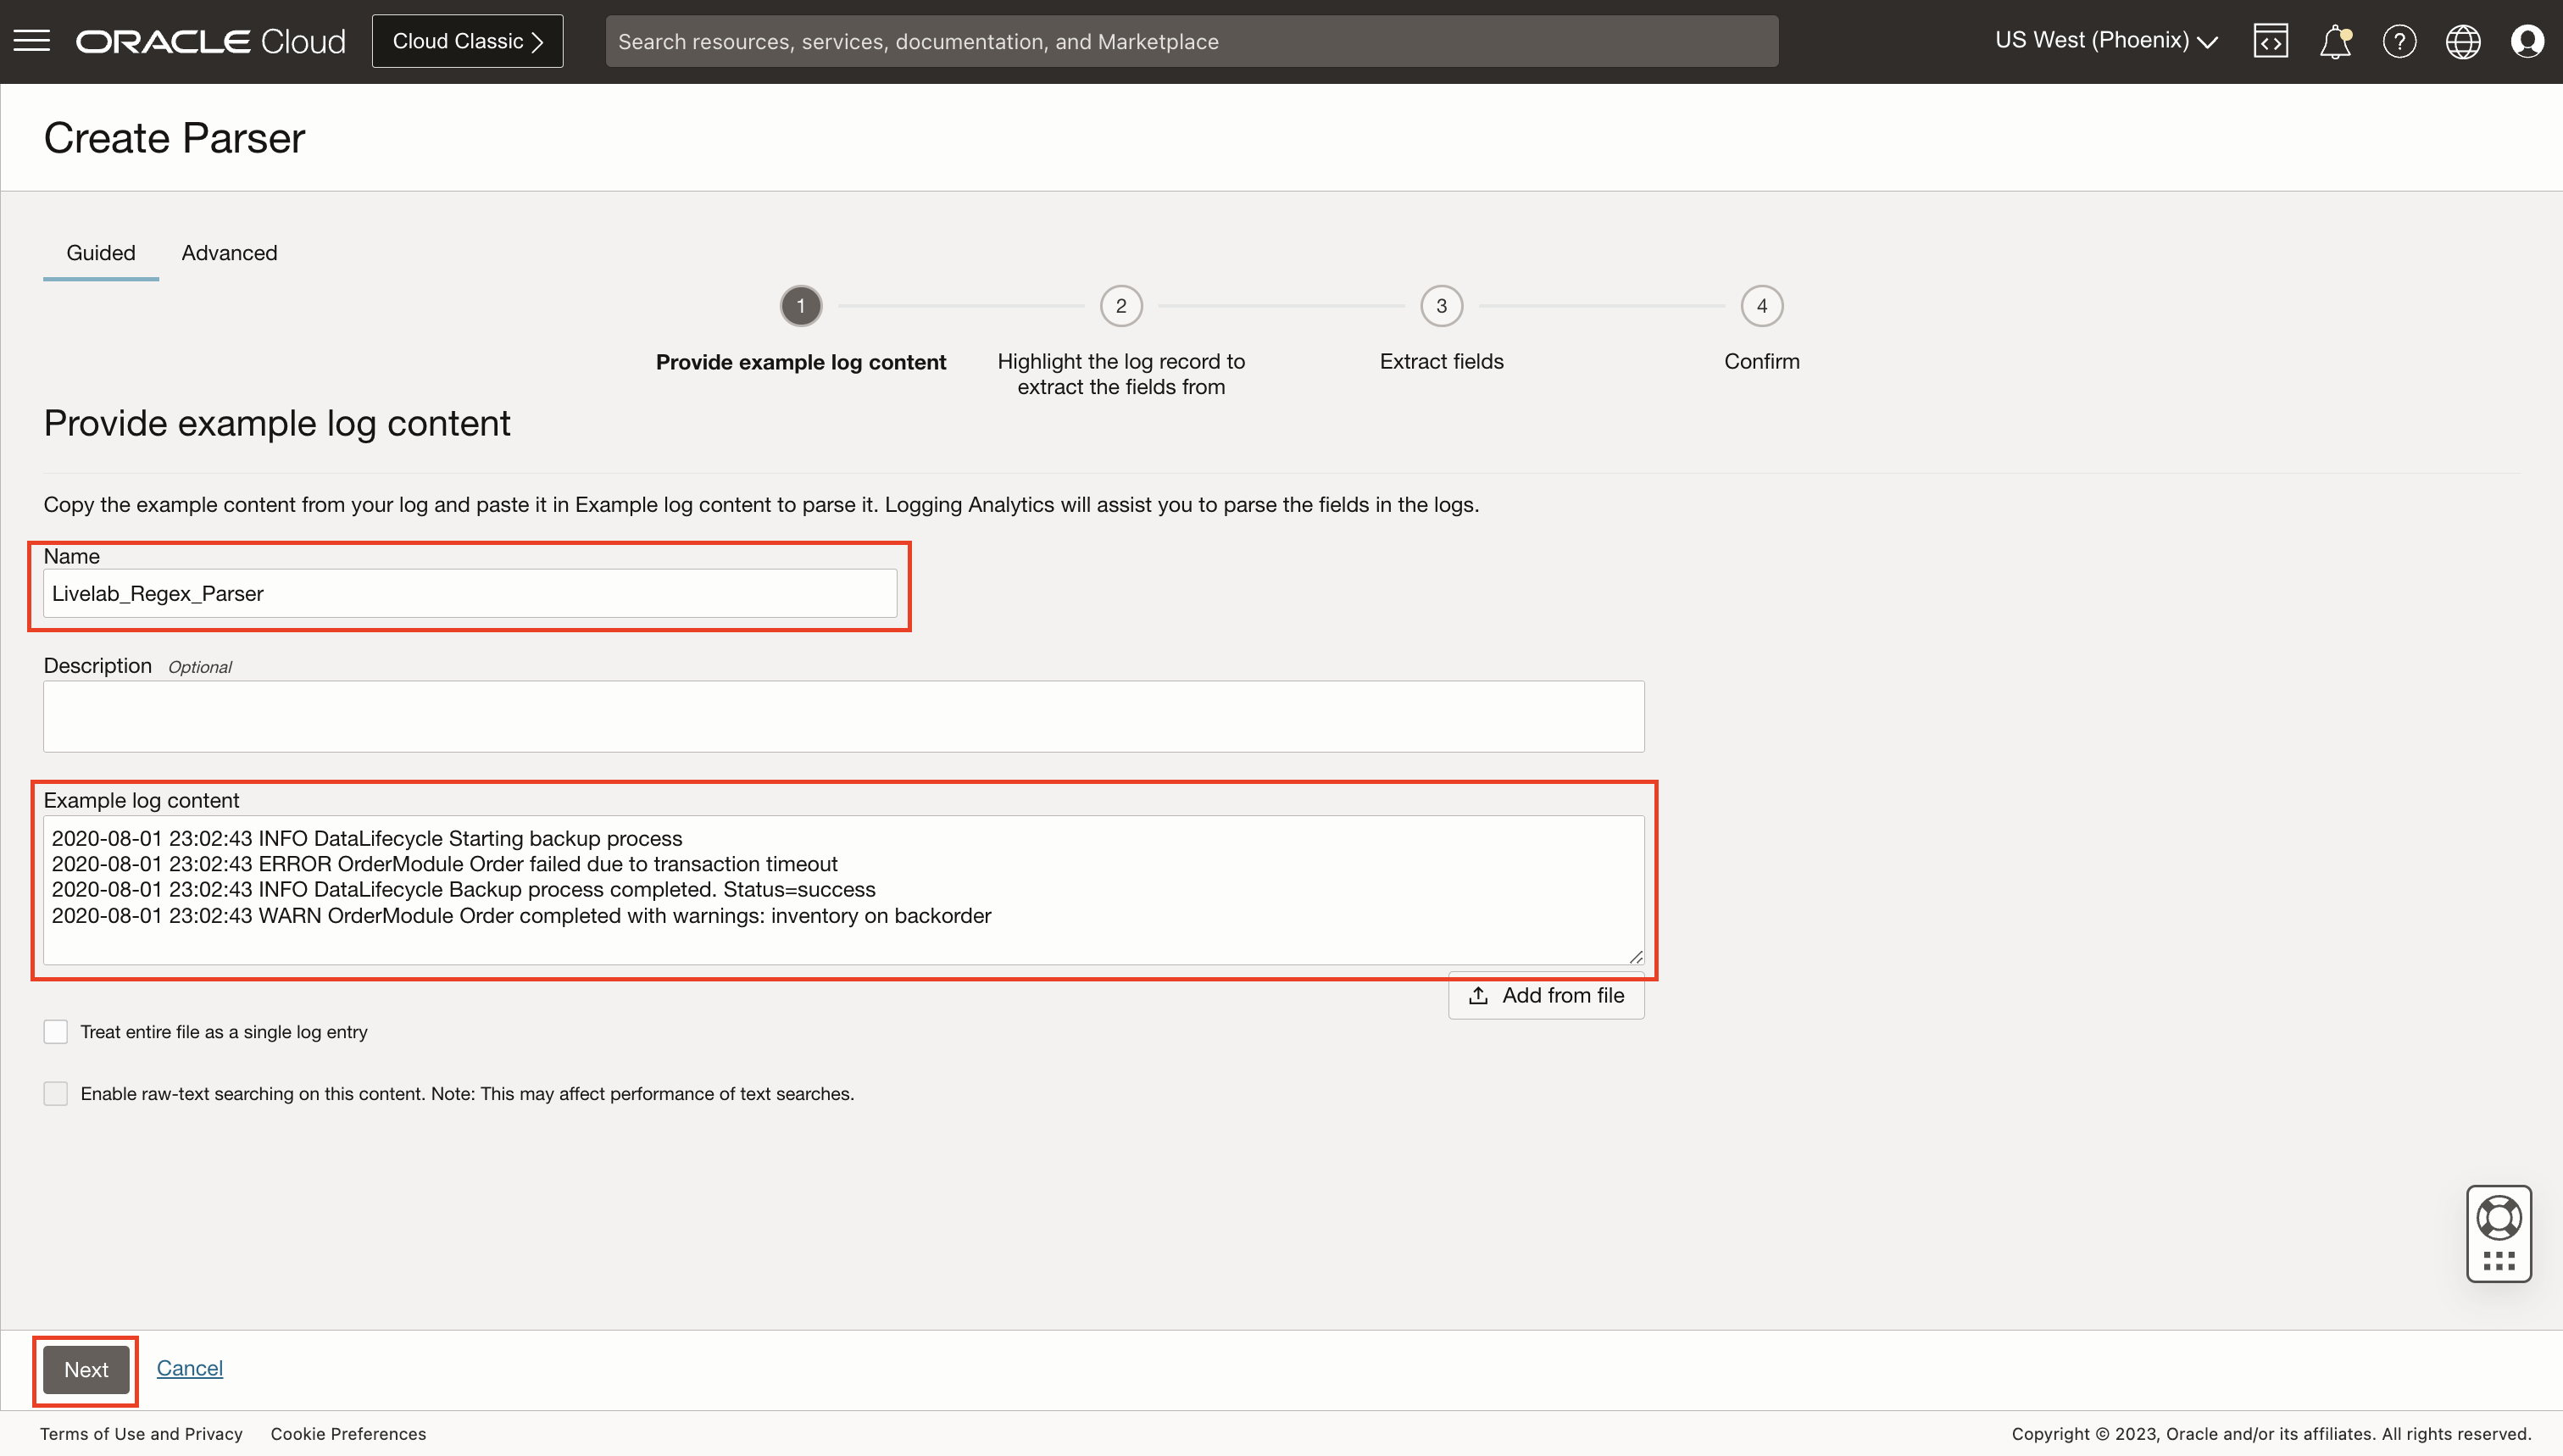 ORACLE Cloud
Cloud Classic
Search resources, services, documentation, and Marketplace
US West (Phoenix)
Create Parser
Guided
Advanced
1
2
3
4
Provide example log content
Highlight the log record to
extract the fields from
Extract fields
Confirm
Provide example log content
Copy the example content from your log and paste it in Example log content to parse it. Logging Analytics will assist you to parse the fields in the logs.
Name
Livelab_Regex_Parser
Description Optional
Example log content
2020-08-01 23:02:43 INFO DataLifecycle Starting backup process
2020-08-01 23:02:43 ERROR OrderModule Order failed due to transaction timeout
2020-08-01 23:02:43 INFO DataLifecycle Backup process completed. Status=success
2020-08-01 23:02:43 WARN OrderModule Order completed with warnings: inventory on backorder
Add from file
Treat entire file as a single log entry
Enable raw-text searching on this content. Note: This may affect performance of text searches.
Next
Cancel
Terms of Use and Privacy
Cookie Preferences
Copyright © 2023, Oracle and/or its affiliates. All rights reserved.